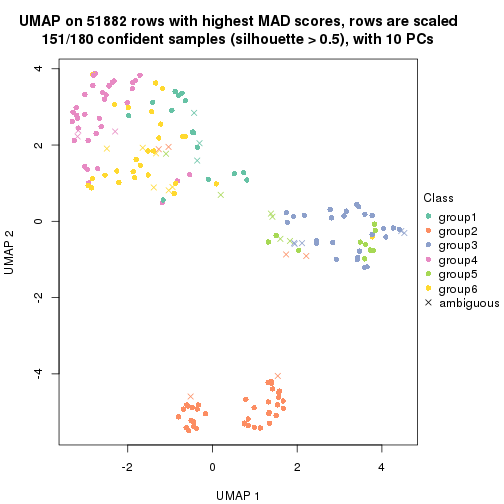 UMAP on 51882 rows with highest MAD scores, rows are scaled
151/180 confident samples (silhouette > 0.5), with 10 PCs
4
2
0
-2
-4
UMAP 2
-2
0
2
4
UMAP 1
Class
group1
group2
group3
group4
group5
group6
ambiguous